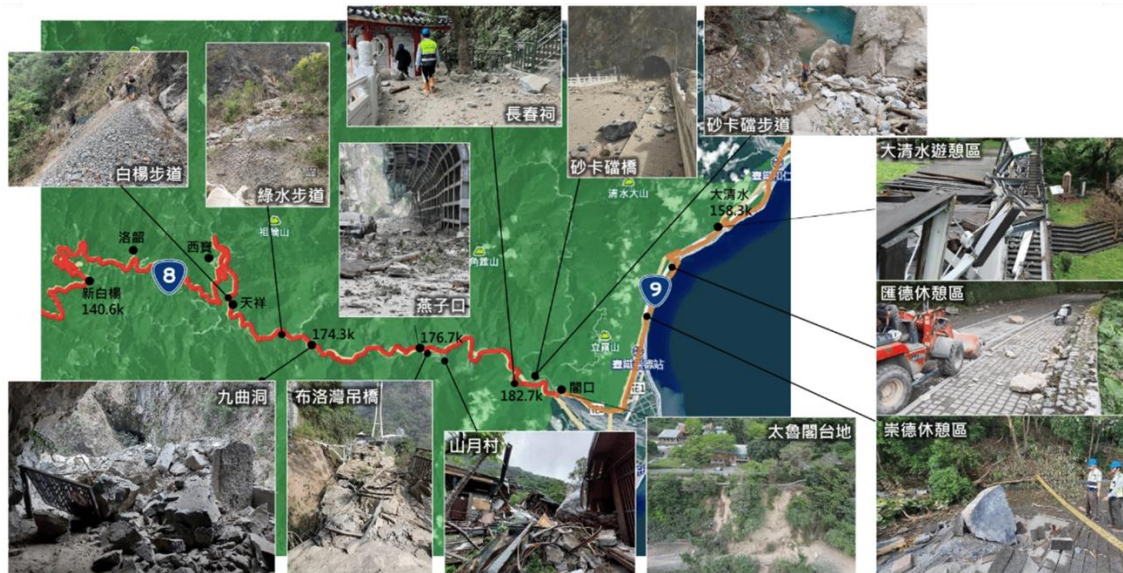 長春祠
砂卡礑橋
砂卡礑步道
白楊步道
綠水步道
大清水遊憩區
燕子口
清水大山
大清水
158.3k
洛韶
西寶
8
天祥
新白楊
140.6k
9
匯德休憩區
174.3k
176.7k
立霧山
182.7k
閣口
九曲洞
布洛灣吊橋
山月村
太魯閣台地
崇德休憩區